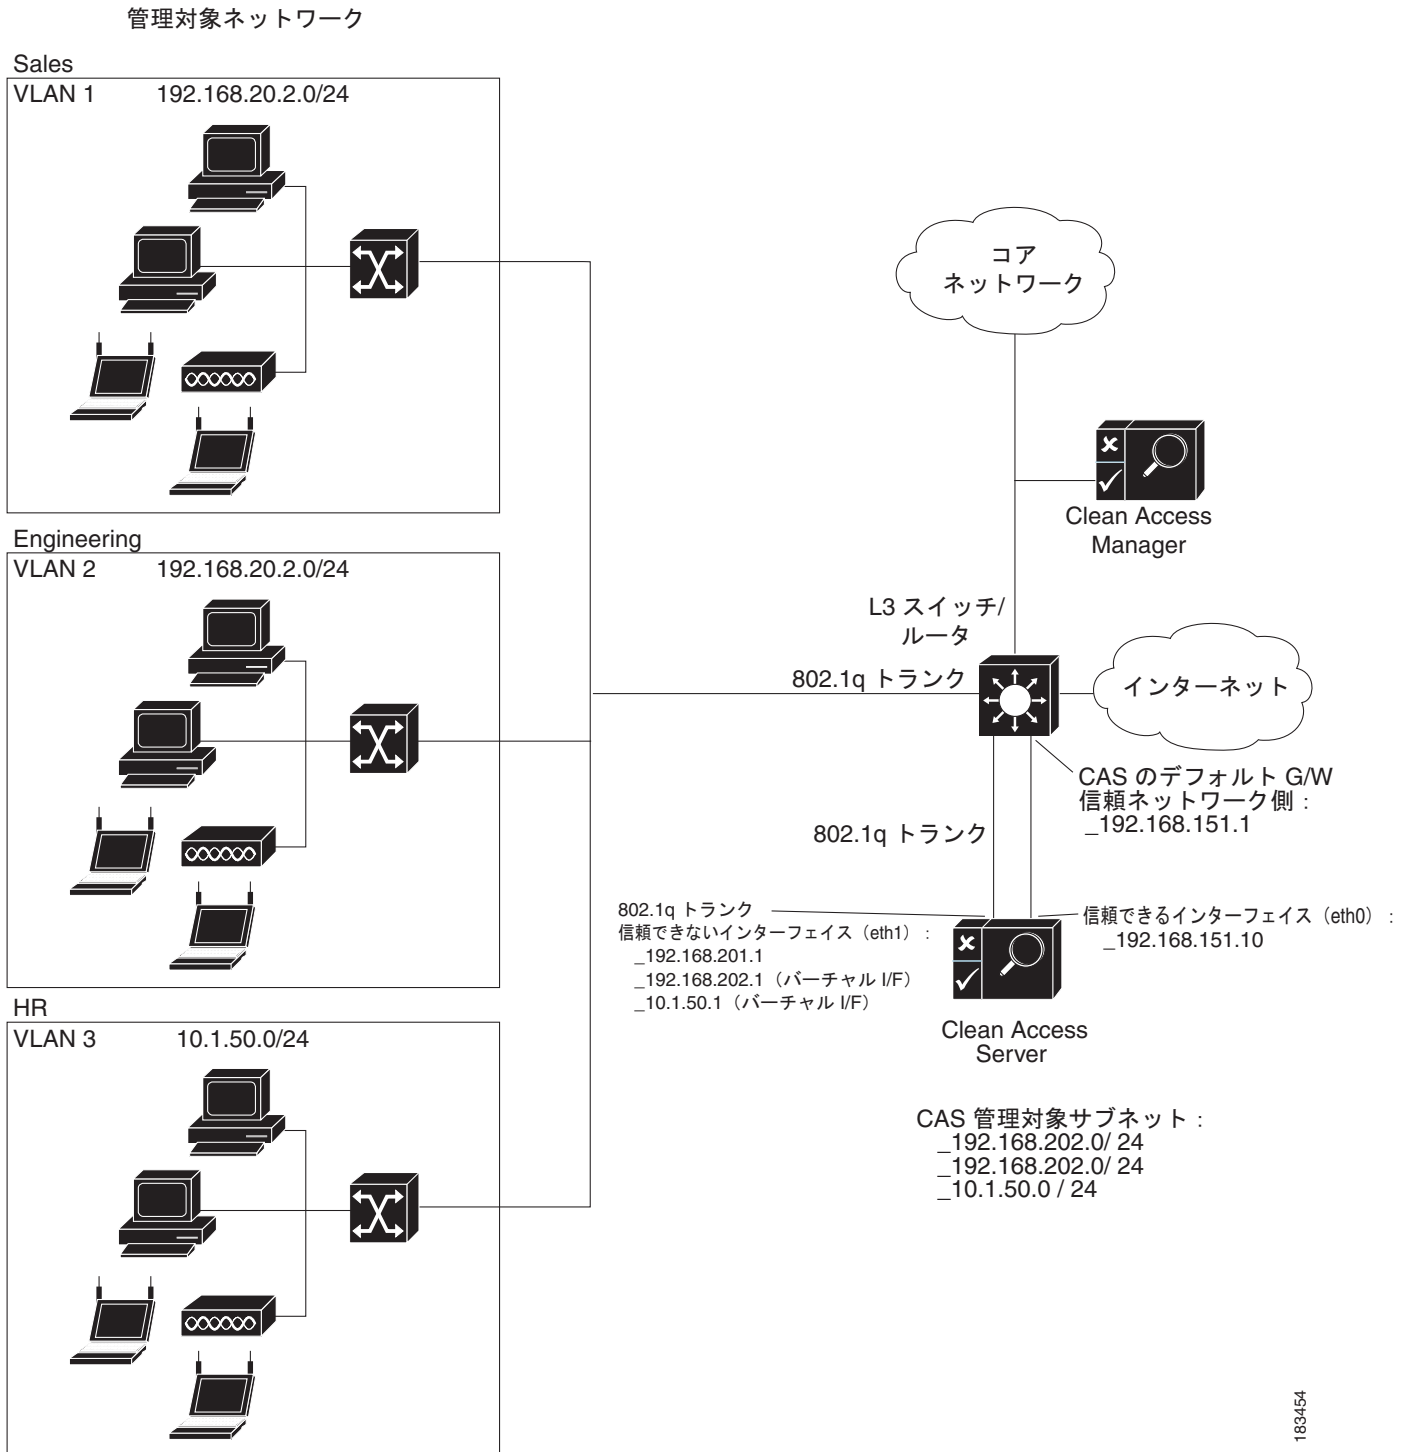 管理対象ネットワーク
Sales
VLAN 1 192.168.20.2.0/24
Engineering
VLAN 2 192.168.20.2.0/24
HR
VLAN 3 10.1.50.0/24
コア
ネットワーク
Clean Access
Manager
L3 スイッチ/
ルータ
802.1q トランク
インターネット
CAS のデフォルト G/W
信頼ネットワーク側：
_192.168.151.1
802.1q トランク
802.1q トランク
信頼できないインターフェイス（eth1）：
_192.168.201.1
_192.168.202.1（バーチャル I/F）
_10.1.50.1（バーチャル I/F）
信頼できるインターフェイス（eth0）：
_192.168.151.10
Clean Access
Server
CAS 管理対象サブネット：
_192.168.202.0/ 24
_192.168.202.0/ 24
_10.1.50.0 / 24
183454